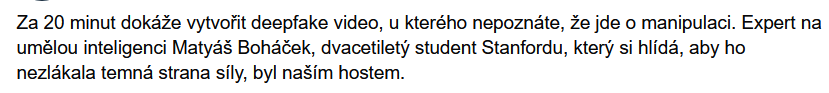 Za 20 minut dokáže vytvořit deepfake video, u kterého nepoznáte, že jde o manipulaci. Expert na
umělou inteligenci Matyáš Boháček, dvacetiletý student Stanfordu, který si hlídá, aby ho
nezlákala temná strana síly, byl naším hostem.